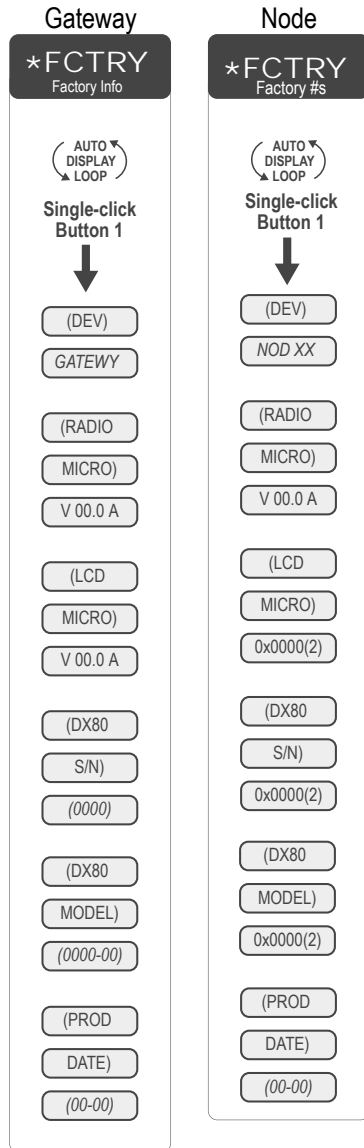 Gateway
*FCTRY
Factory Info
AUTO
DISPLAY
LOOP
Single-click
Button 1
(DEV)
GATEWY
(RADIO
MICRO)
V 00.0 A
(LCD
MICRO)
V 00.0 A
(DX80
S/N)
(0000)
(DX80
MODEL)
(0000-00)
(PROD
DATE)
(00-00)
Node
*FCTRY
Factory #s
AUTO
DISPLAY
LOOP
Single-click
Button 1
(DEV)
NOD XX
(RADIO
MICRO)
V 00.0 A
(LCD
MICRO)
0x0000(2)
(DX80
S/N)
0x0000(2)
(DX80
MODEL)
0x0000(2)
(PROD
DATE)
(00-00)